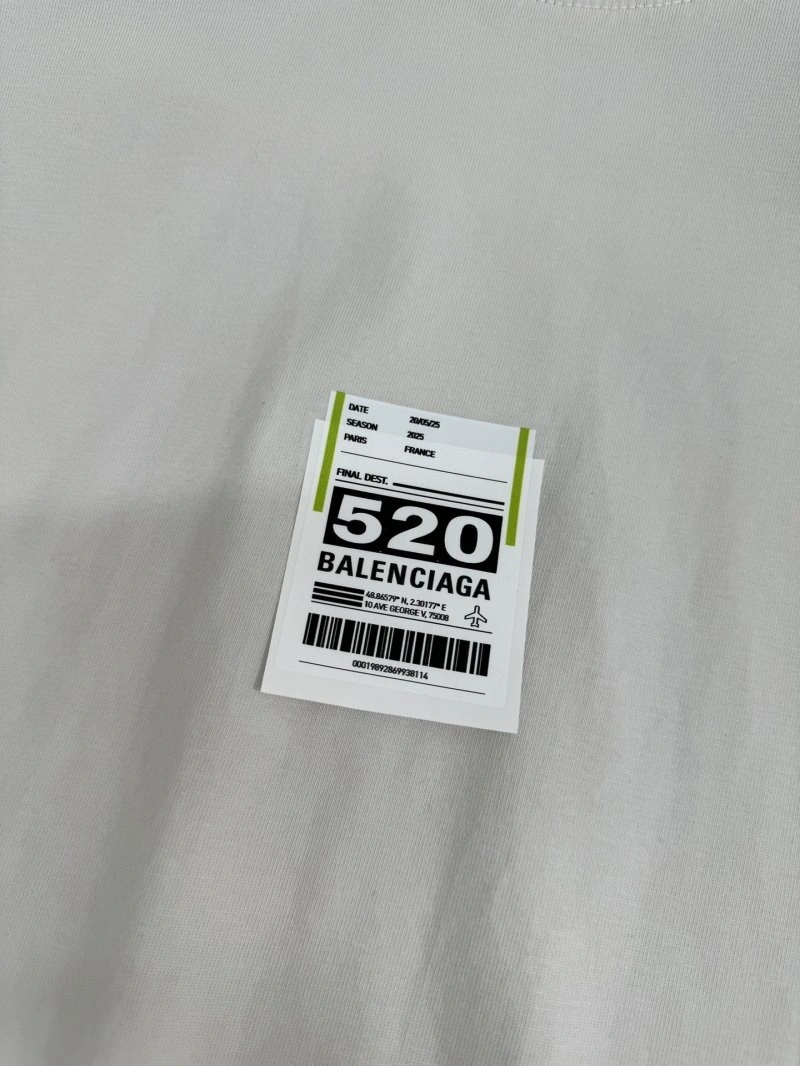 DATE 20/05/25
SEASON 2025
PARIS FRANCE
FINAL DEST.
520
BALENCIAGA
48.86579° N, 2.30177° E
10 AVE GEORGE V, 75008
00019892869938114